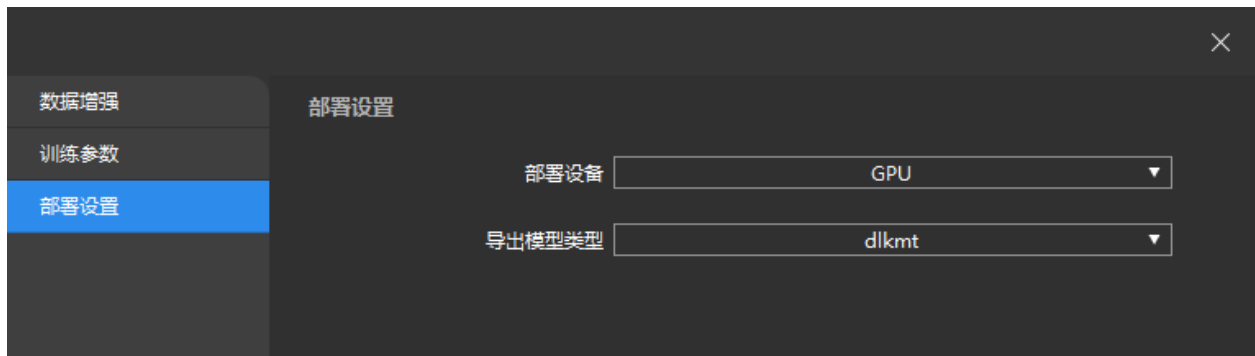 数据增强
训练参数
部署设置
部署设置
部署设备 GPU
导出模型类型 dlkmt